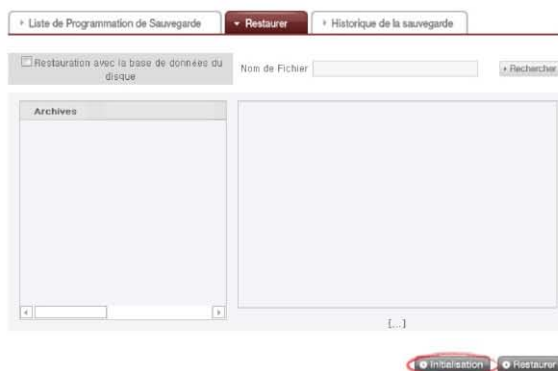 Liste de Programmation de Sauvegarde
Restaurer
Historique de la sauvegarde
Restauration avec la base de données du
disque
Nom de Fichier
Rechercher
Archives
[...]
Initialisation
Restaurer